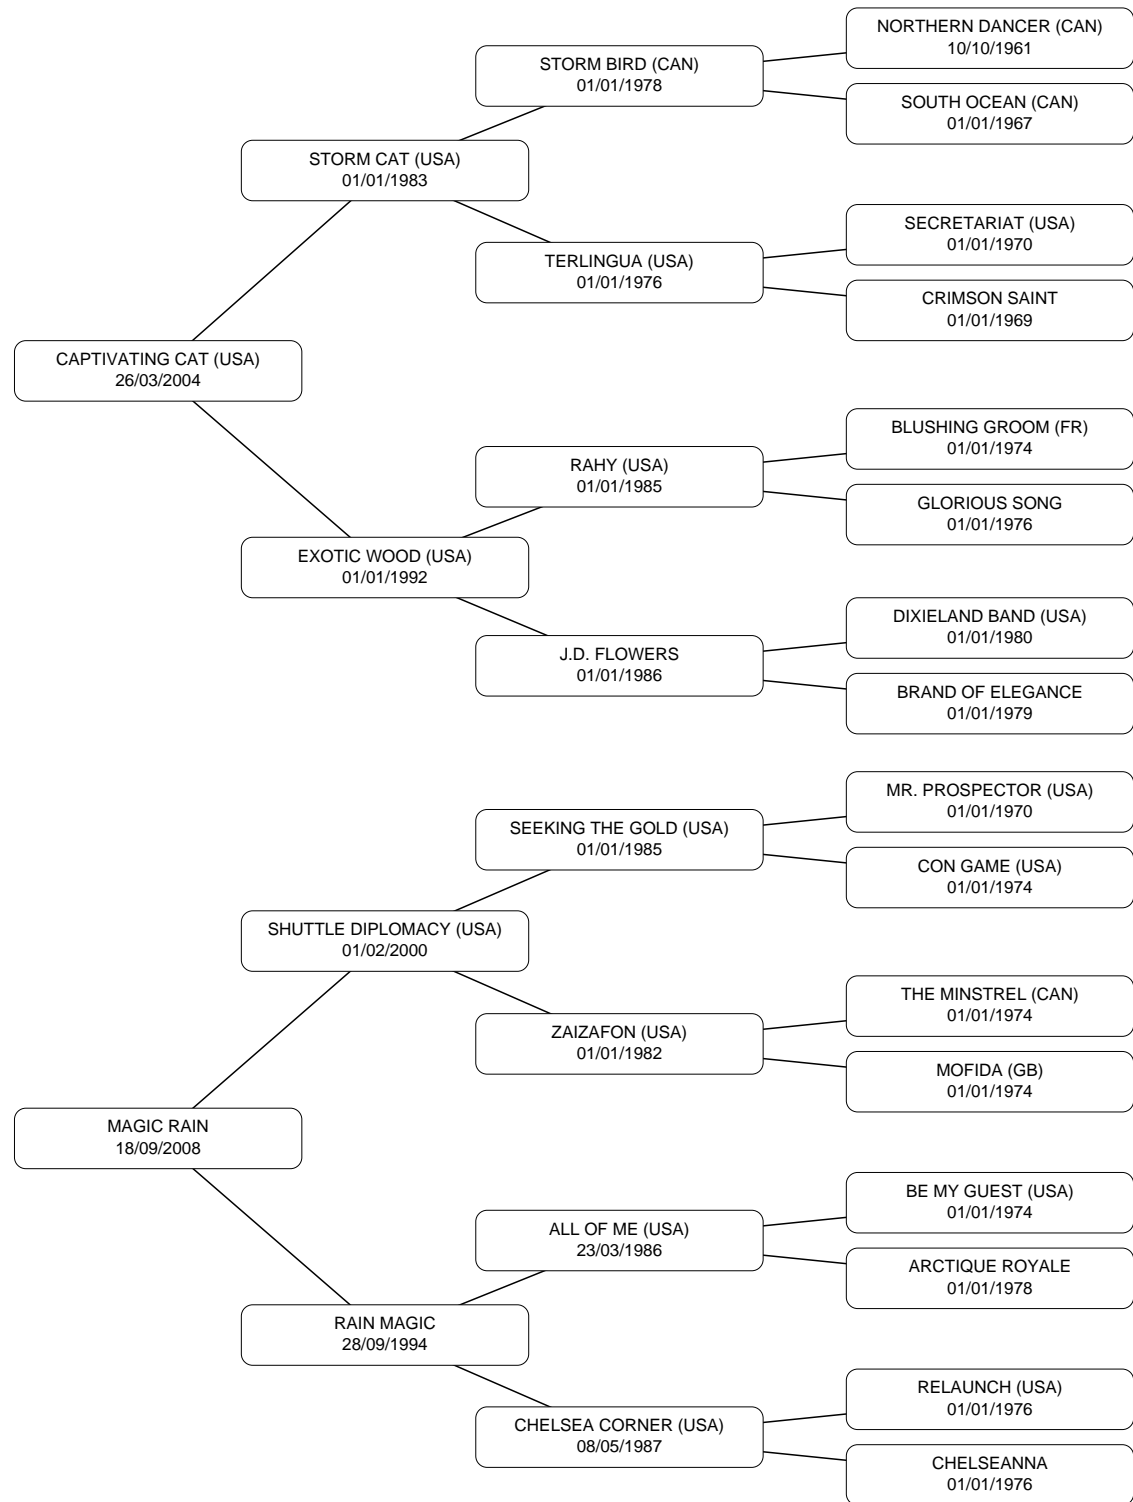 NORTHERN DANCER (CAN)
10/10/1961
STORM BIRD (CAN)
01/01/1978
SOUTH OCEAN (CAN)
01/01/1967
STORM CAT (USA)
01/01/1983
SECRETARIAT (USA)
01/01/1970
TERLINGUA (USA)
01/01/1976
CRIMSON SAINT
01/01/1969
CAPTIVATING CAT (USA)
26/03/2004
BLUSHING GROOM (FR)
01/01/1974
RAHY (USA)
01/01/1985
GLORIOUS SONG
01/01/1976
EXOTIC WOOD (USA)
01/01/1992
DIXIELAND BAND (USA)
01/01/1980
J.D. FLOWERS
01/01/1986
BRAND OF ELEGANCE
01/01/1979
MR. PROSPECTOR (USA)
01/01/1970
SEEKING THE GOLD (USA)
01/01/1985
CON GAME (USA)
01/01/1974
SHUTTLE DIPLOMACY (USA)
01/02/2000
THE MINSTREL (CAN)
01/01/1974
ZAIZAFON (USA)
01/01/1982
MOFIDA (GB)
01/01/1974
MAGIC RAIN
18/09/2008
BE MY GUEST (USA)
01/01/1974
ALL OF ME (USA)
23/03/1986
ARCTIQUE ROYALE
01/01/1978
RAIN MAGIC
28/09/1994
RELAUNCH (USA)
01/01/1976
CHELSEA CORNER (USA)
08/05/1987
CHELSEANNA
01/01/1976